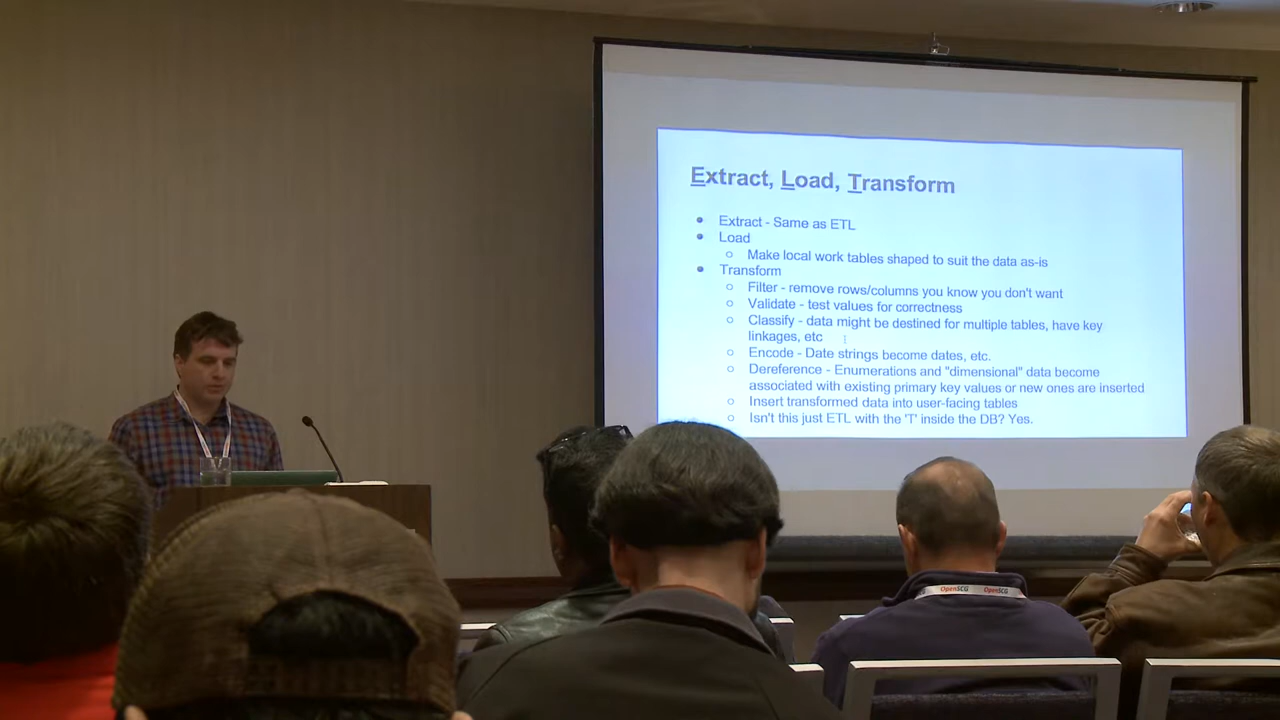 Extract, Load, Transform
Extract - Same as ETL
Load
Make local work tables shaped to suit the data as-is
Transform
Filter - remove rows/columns you know you don't want
Validate - test values for correctness
Classify - data might be destined for multiple tables, have key
linkages, etc
Encode - Date strings become dates, etc.
Dereference - Enumerations and "dimensional" data become
associated with existing primary key values or new ones are inserted
Insert transformed data into user-facing tables
Isn't this just ETL with the 'T' inside the DB? Yes.
OpenSCG OpenSCG